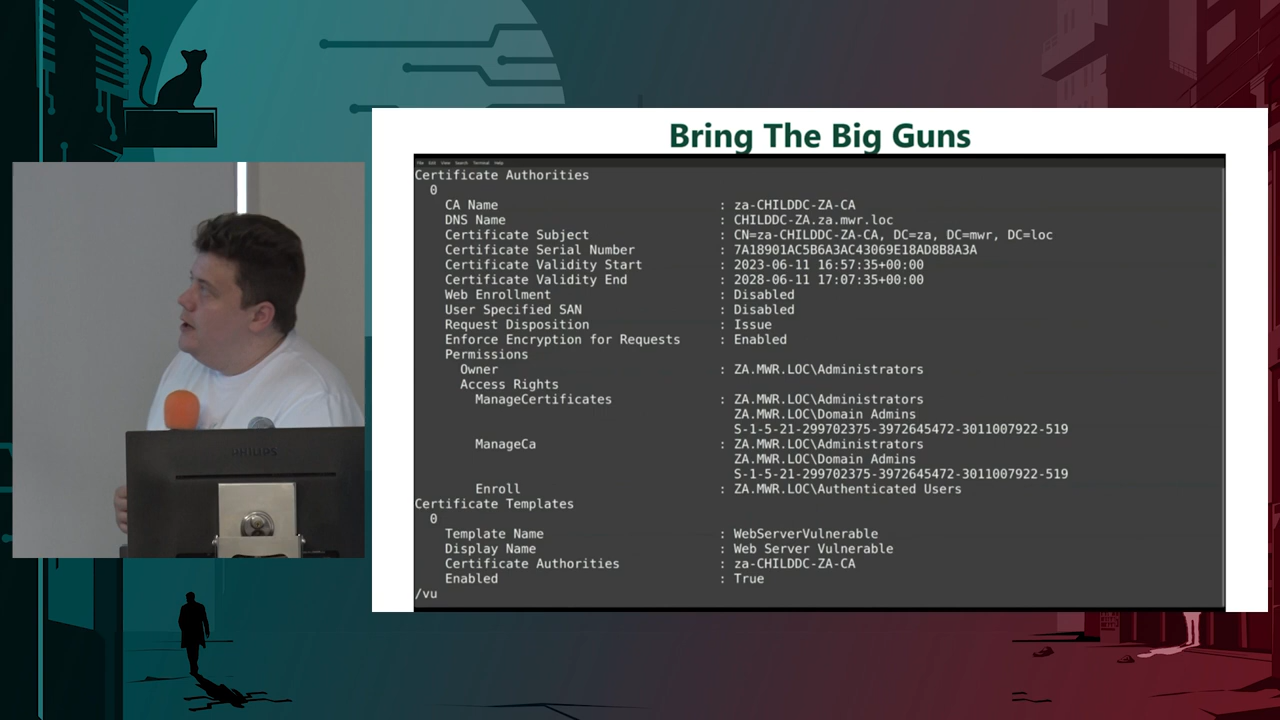 Bring The Big Guns
File Edit View Search Terminal Help
Certificate Authorities
0
CA Name : za-CHILDDC-ZA-CA
DNS Name : CHILDDC-ZA.za.mwr.loc
Certificate Subject : CN=za-CHILDDC-ZA-CA, DC=za, DC=mwr, DC=loc
Certificate Serial Number : 7A18901AC5B6A3AC43069E18AD8B8A3A
Certificate Validity Start : 2023-06-11 16:57:35+00:00
Certificate Validity End : 2028-06-11 17:07:35+00:00
Web Enrollment : Disabled
User Specified SAN : Disabled
Request Disposition : Issue
Enforce Encryption for Requests : Enabled
Permissions
Owner : ZA.MWR.LOC\Administrators
Access Rights
ManageCertificates : ZA.MWR.LOC\Administrators
ZA.MWR.LOC\Domain Admins
S-1-5-21-299702375-3972645472-3011007922-519
ManageCa : ZA.MWR.LOC\Administrators
ZA.MWR.LOC\Domain Admins
S-1-5-21-299702375-3972645472-3011007922-519
Enroll : ZA.MWR.LOC\Authenticated Users
Certificate Templates
0
Template Name : WebServerVulnerable
Display Name : Web Server Vulnerable
Certificate Authorities : za-CHILDDC-ZA-CA
Enabled : True
/vu
PHILIPS